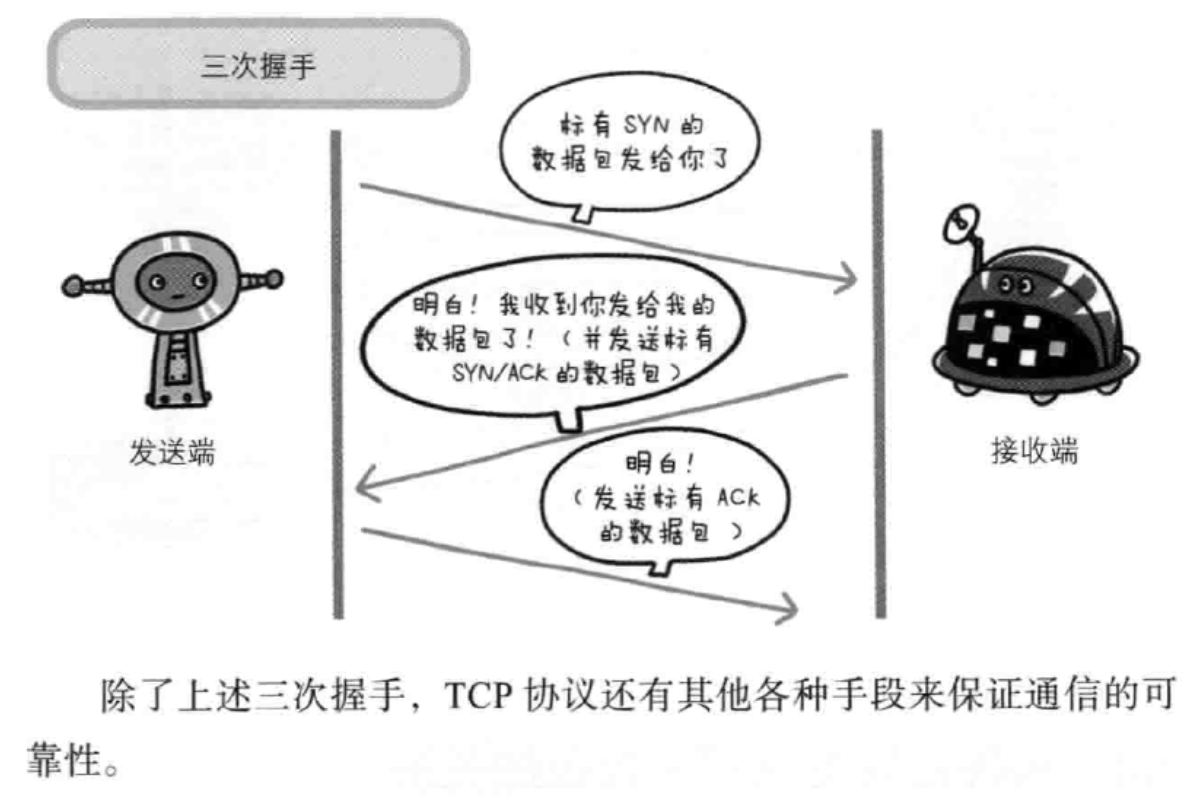 三次握手
标有 SYN 的
数据包发给你了
明白！我收到你发给我的
数据包了！（并发送标有
SYN/ACK 的数据包）
发送端
接收端
明白！
（发送标有 ACK
的数据包）
除了上述三次握手，TCP 协议还有其他各种手段来保证通信的可
靠性。